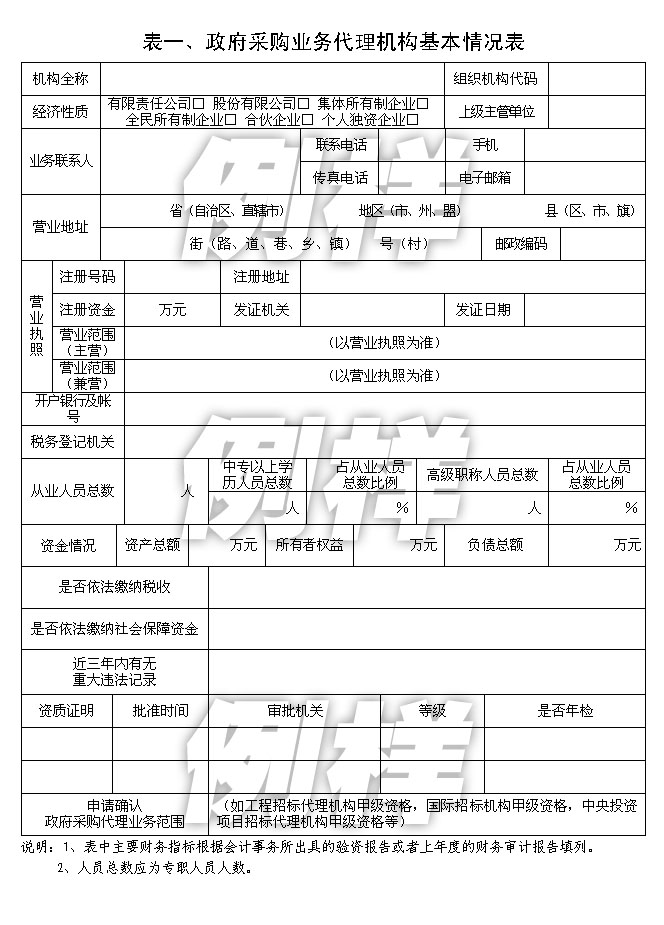 表一、政府采购业务代理机构基本情况表
机构全称
组织机构代码
经济性质
有限责任公司□ 股份有限公司□ 集体所有制企业□
全民所有制企业□ 合伙企业□ 个人独资企业□
上级主管单位
业务联系人
联系电话
手机
传真电话
电子邮箱
例样
营业地址
省（自治区、直辖市）
地区（市、州、盟）
县（区、市、旗）
街（路、道、巷、乡、镇）
号（村）
邮政编码
营业执照
注册号码
注册地址
注册资金
万元
发证机关
发证日期
营业范围
（主营）
（以营业执照为准）
营业范围
（兼营）
（以营业执照为准）
开户银行及帐
号
税务登记机关
例样
从业人员总数
人
中专以上学
历人员总数
占从业人员
总数比例
高级职称人员总数
占从业人员
总数比例
人
%
人
%
资金情况
资产总额
万元
所有者权益
万元
负债总额
万元
是否依法缴纳税收
是否依法缴纳社会保障资金
近三年内有无
重大违法记录
资质证明
批准时间
审批机关
等级
是否年检
例样
申请确认
政府采购代理业务范围
（如工程招标代理机构甲级资格，国际招标机构甲级资格，中央投资
项目招标代理机构甲级资格等）
说明：1、表中主要财务指标根据会计事务所出具的验资报告或者上年度的财务审计报告填列。
2、人员总数应为专职人员人数。